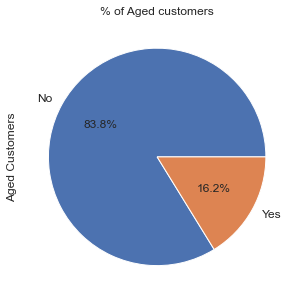 % of Aged customers
No
83.8%
Aged Customers
16.2%
Yes